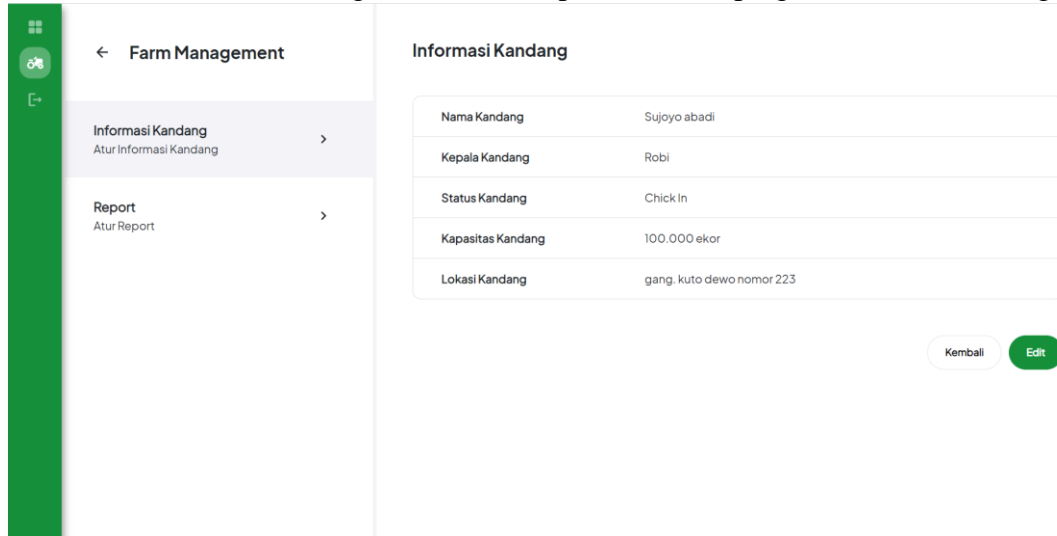 Farm Management
Informasi Kandang
Atur Informasi Kandang
Report
Atur Report
Informasi Kandang
Nama Kandang Sujoyo abadi
Kepala Kandang Robi
Status Kandang Chick In
Kapasitas Kandang 100.000 ekor
Lokasi Kandang gang. kuto dewo nomor 223
Kembali Edit